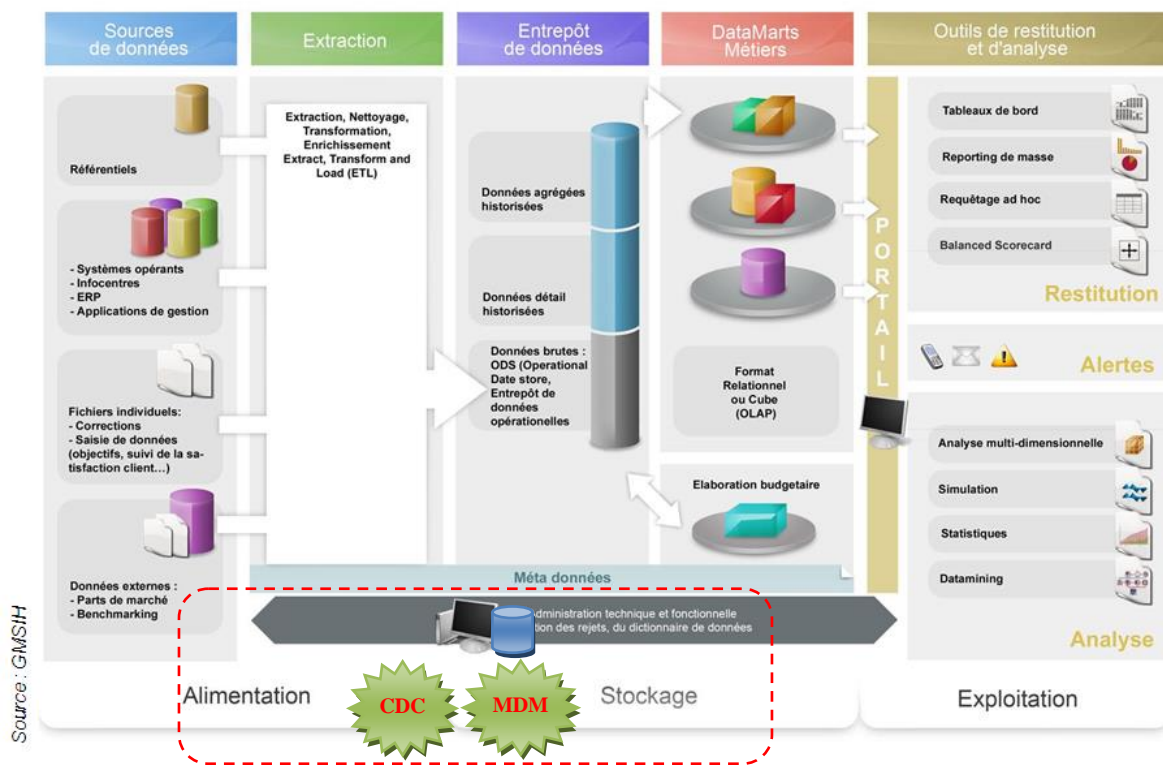 Sources
de données
Extraction
Entrepôt
de données
DataMarts
Métiers
Outils de restitution
et d'analyse
Référentiels
- Systèmes opérants
- Infocentres
- ERP
- Applications de gestion
Fichiers individuels:
- Corrections
- Saisie de données
(objectifs, suivi de la sa-
tisfaction client...)
Données externes :
- Parts de marché
- Benchmarking
Extraction, Nettoyage,
Transformation,
Enrichissement
Extract, Transform and
Load (ETL)
Données agrégées
historisées
Données détail
historisées
Données brutes :
ODS (Operational
Date store,
Entrepôt de
données
opérationelles
Format
Relationnel
ou Cube
(OLAP)
Elaboration budgetaire
PORTAIL
Tableaux de bord
Reporting de masse
Requêtage ad hoc
Balanced Scorecard
Restitution
Alertes
Analyse multi-dimensionnelle
Simulation
Statistiques
Datamining
Analyse
Méta données
dministration technique et fonctionnelle
tion des rejets, du dictionnaire de données
Alimentation
CDC
MDM
Stockage
Exploitation
Source : GMSIH